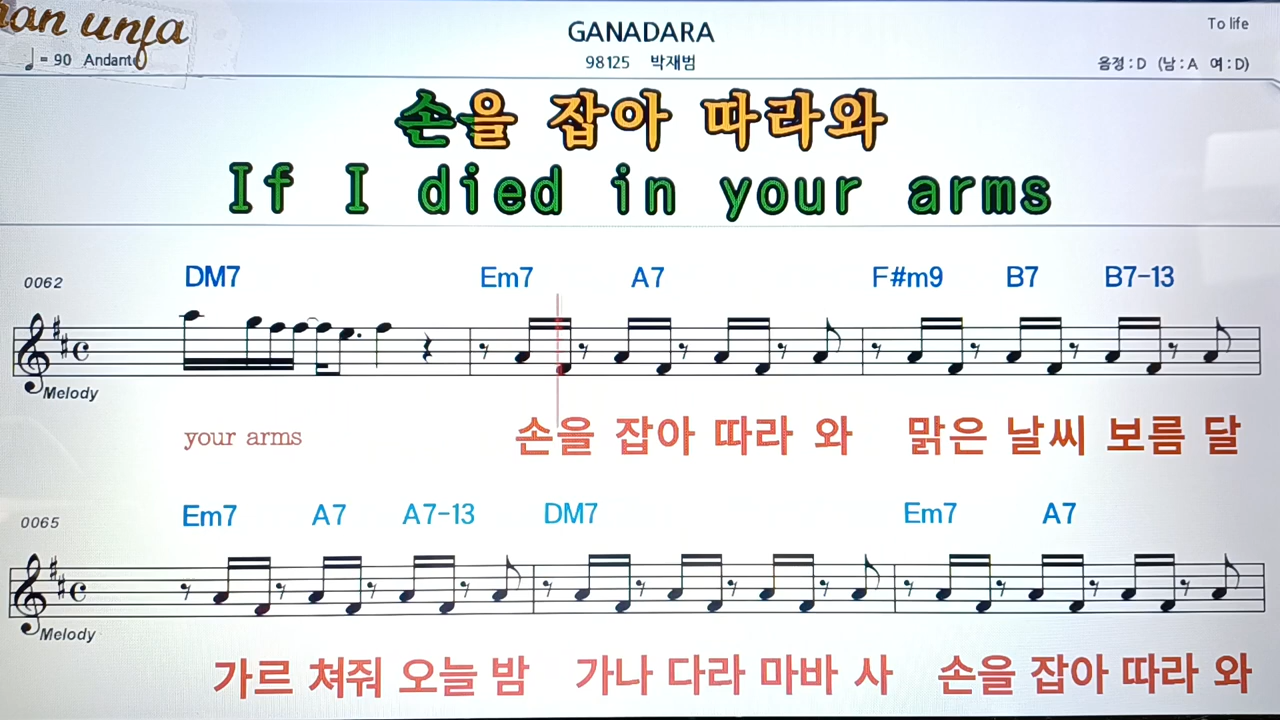 GANADARA
To life
♩= 90 Andante
98125 박재범
음정:D (남:A 여:D)
손을 잡아 따라와
If I died in your arms
0062 DM7 Em7 A7 F#m9 B7 B7-13
Melody
your arms 손을 잡아 따라 와 맑은 날씨 보름 달
0065 Em7 A7 A7-13 DM7 Em7 A7
Melody
가르 쳐줘 오늘 밤 가나 다라 마바 사 손을 잡아 따라 와